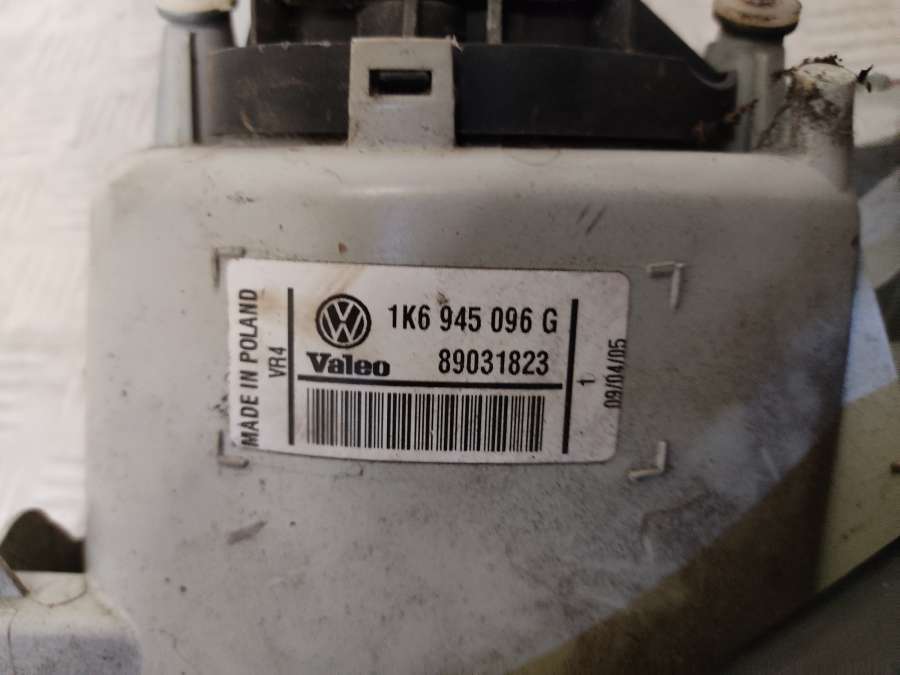 MADE IN POLAND
VR4
1K6 945 096 G
Valeo 89031823
1
09/04/05